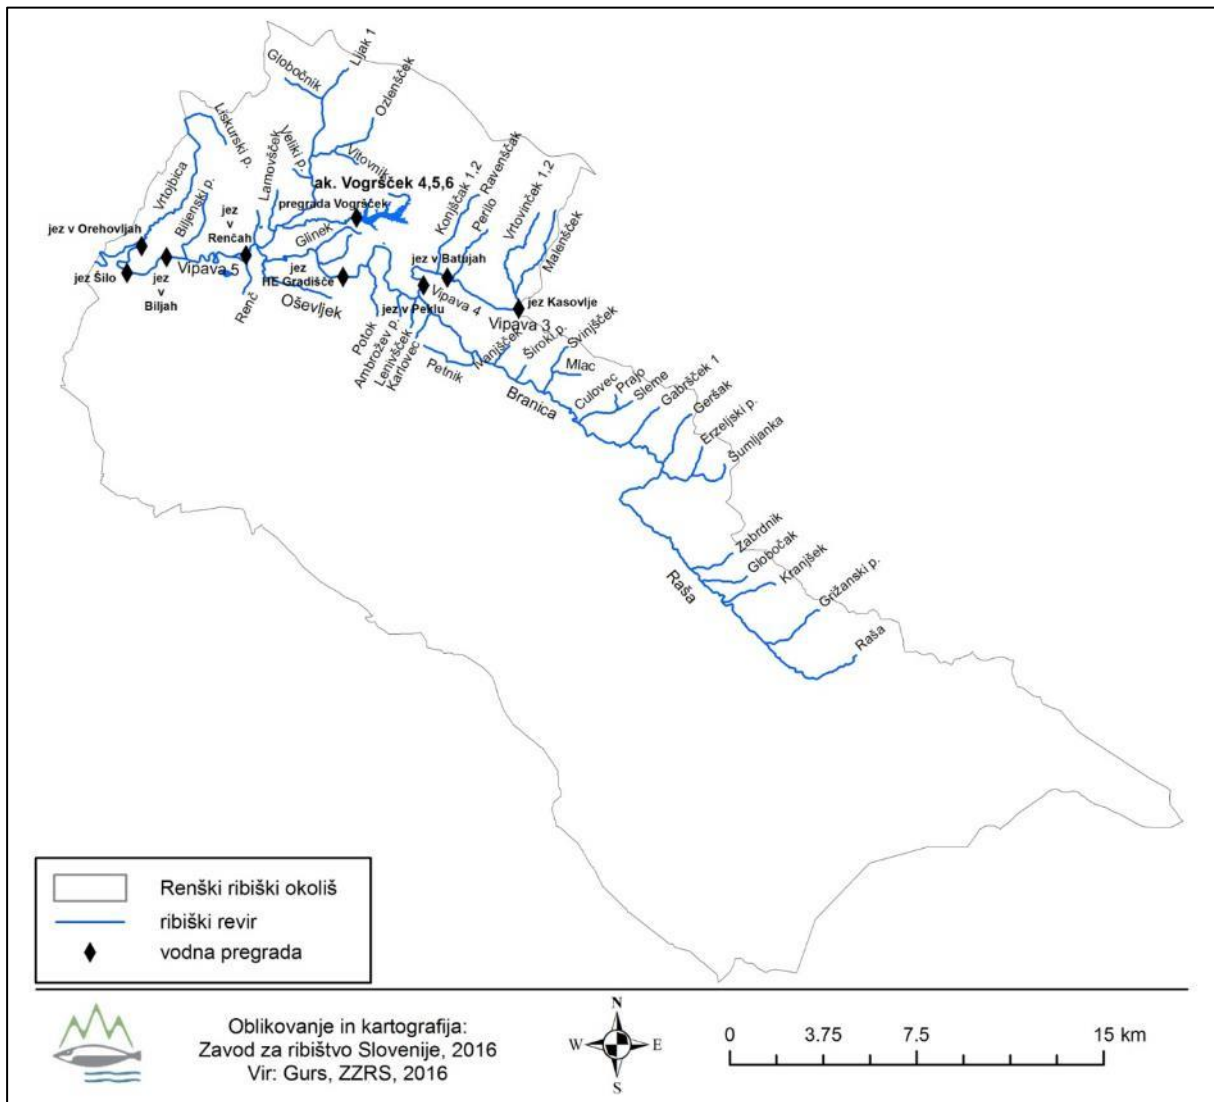 Globočnik
Lijak 1
Ozlenšček
Liskurski p.
Veliki p.
Lamovšček
Vitovnik
ak. Vogršček 4,5,6
pregrada Vogršček
Vrtojbica
Biljenski p.
jez
v
Renčah
Glinek
Konjščak 1,2
Ravenščak
Perilo
Vrtovinček 1,2
Malenšček
jez v Orehovljah
jez Šilo
jez
v
Biljah
Vipava 5
Renč
jez
HE Gradišče
Oševljek
jez v Batujah
Vipava 4
jez v Peklu
jez Kasovlje
Vipava 3
Potok
Ambrožev p.
Lenivšček
Karlovec
Petnik
Ivanjšček
Široki p.
Svinjšček
Mlac
Branica
Culovec
Prajo
Sleme
Gabršček 1
Geršak
Erzeljski p.
Šumljanka
Zabrdnik
Globočak
Kranjšek
Grižanski p.
Raša
Raša
Renški ribiški okoliš
ribiški revir
vodna pregrada
Oblikovanje in kartografija:
Zavod za ribištvo Slovenije, 2016
Vir: Gurs, ZZRS, 2016
N
W E
S
0 3.75 7.5 15 km